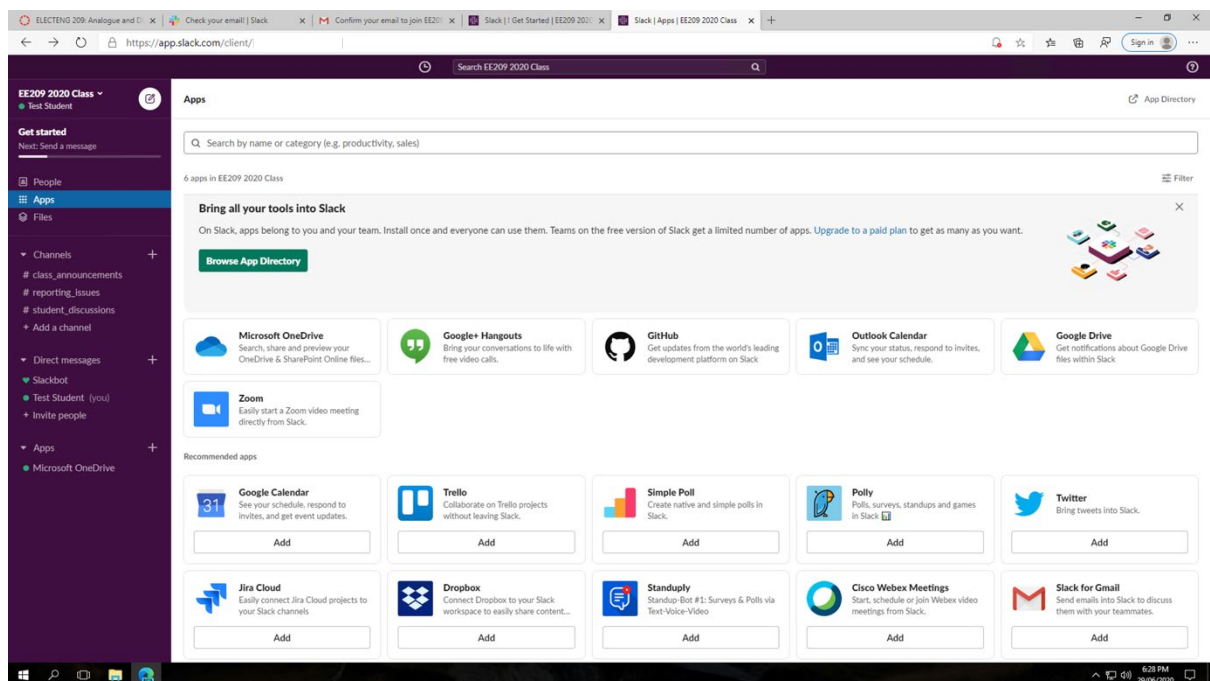 ELECTENG 209: Analogue and Di
Check your email! | Slack
Confirm your email to join EE20
Slack | ! Get Started | EE209 202
Slack | Apps | EE209 2020 Class
https://app.slack.com/client/
Sign in
Search EE209 2020 Class
EE209 2020 Class
Test Student
Get started
Next: Send a message
People
Apps
Files
Channels
# class_announcements
# reporting_issues
# student_discussions
+ Add a channel
Direct messages
Slackbot
Test Student (you)
+ Invite people
Apps
Microsoft OneDrive
Apps
App Directory
Search by name or category (e.g. productivity, sales)
6 apps in EE209 2020 Class
Filter
Bring all your tools into Slack
On Slack, apps belong to you and your team. Install once and everyone can use them. Teams on the free version of Slack get a limited number of apps. Upgrade to a paid plan to get as many as you want.
Browse App Directory
Microsoft OneDrive
Search, share and preview your
OneDrive & SharePoint Online files...
Google+ Hangouts
Bring your conversations to life with
free video calls.
GitHub
Get updates from the world's leading
development platform on Slack
Outlook Calendar
Sync your status, respond to invites,
and see your schedule.
Google Drive
Get notifications about Google Drive
files within Slack
Zoom
Easily start a Zoom video meeting
directly from Slack.
Recommended apps
31
Google Calendar
See your schedule, respond to
invites, and get event updates.
Add
Trello
Collaborate on Trello projects
without leaving Slack.
Add
Simple Poll
Create native and simple polls in
Slack.
Add
Polly
Polls, surveys, standups and games
in Slack 📊
Add
Twitter
Bring tweets into Slack.
Add
Jira Cloud
Easily connect Jira Cloud projects to
your Slack channels
Add
Dropbox
Connect Dropbox to your Slack
workspace to easily share content...
Add
Standuply
Standup-Bot #1: Surveys & Polls via
Text-Voice-Video
Add
Cisco Webex Meetings
Start, schedule or join Webex video
meetings from Slack.
Add
Slack for Gmail
Send emails into Slack to discuss
them with your teammates.
Add
6:28 PM
29/06/2020